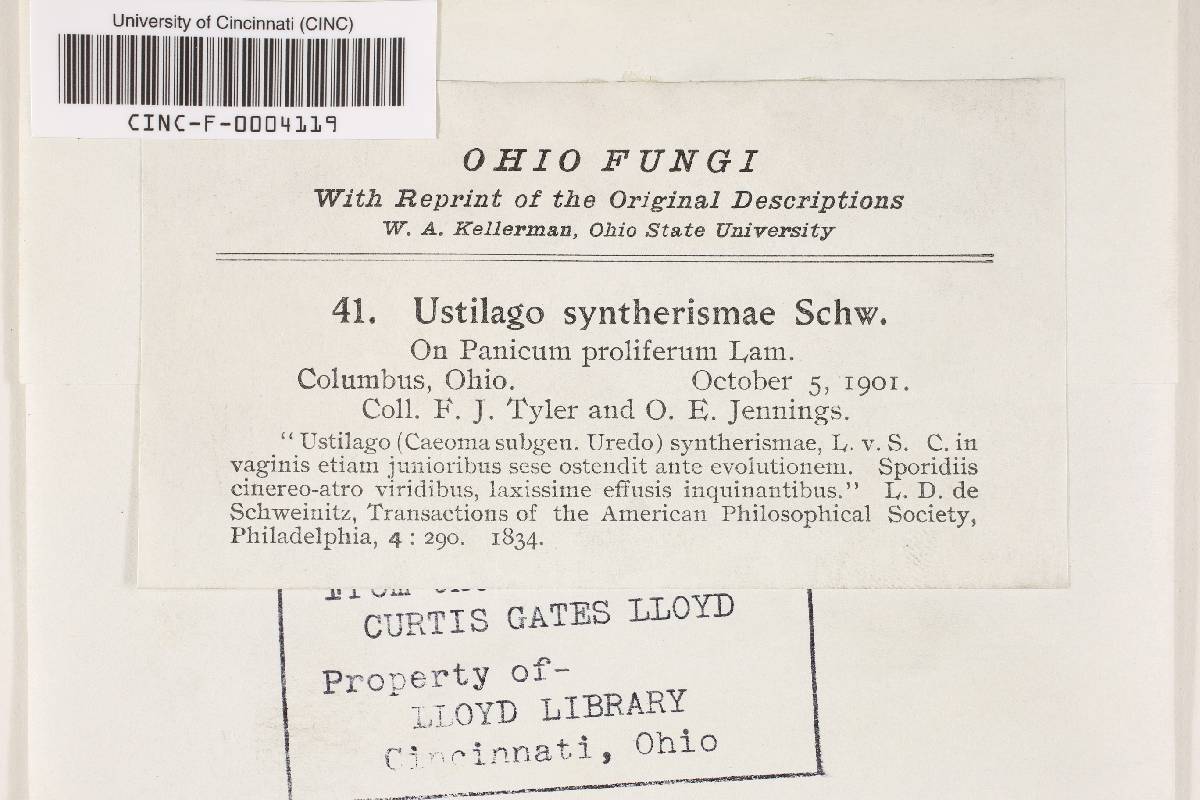 University of Cincinnati (CINC)
CINC-F-0004119
OHIO FUNGI
With Reprint of the Original Descriptions
W. A. Kellerman, Ohio State University
41. Ustilago syntherismae Schw.
On Panicum proliferum Lam.
Columbus, Ohio. October 5, 1901.
Coll. F. J. Tyler and O. E. Jennings.
“Ustilago (Caeoma subgen. Uredo) syntherismae, L. v. S. C. in
vaginis etiam junioribus sese ostendit ante evolutionem. Sporidiis
cinereo-atro viridibus, laxissime effusis inquinantibus.” L. D. de
Schweinitz, Transactions of the American Philosophical Society,
Philadelphia, 4 : 290. 1834.
CURTIS GATES LLOYD
Property of-
LLOYD LIBRARY
Cincinnati, Ohio